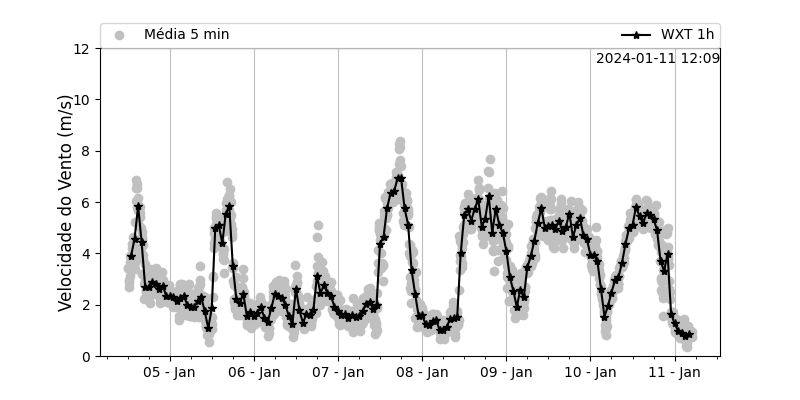 Média 5 min
WXT 1h
2024-01-11 12:09
Velocidade do Vento (m/s)
12
10
8
6
4
2
0
05 - Jan
06 - Jan
07 - Jan
08 - Jan
09 - Jan
10 - Jan
11 - Jan